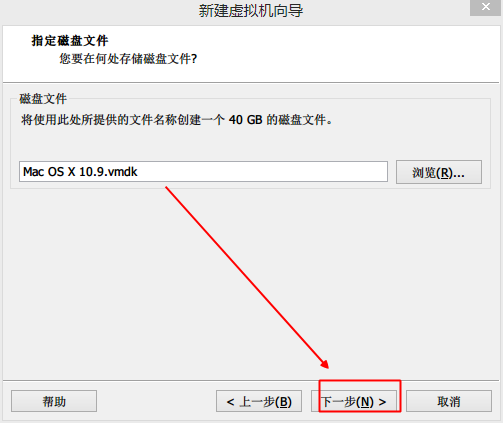 新建虚拟机向导
指定磁盘文件
您要在何处存储磁盘文件?
磁盘文件
将使用此处所提供的文件名称创建一个 40 GB 的磁盘文件。
Mac OS X 10.9.vmdk
浏览(R)...
帮助
< 上一步(B)
下一步(N) >
取消